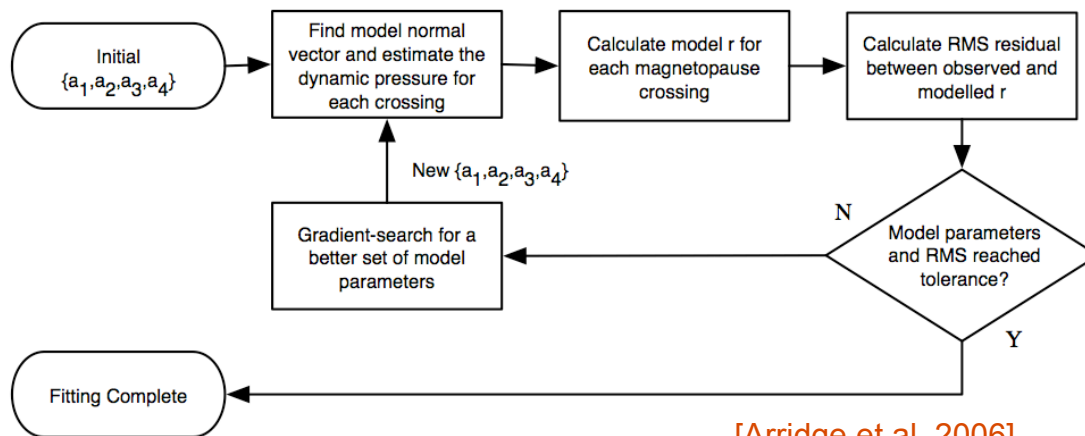 Initial
{a1,a2,a3,a4}
Find model normal
vector and estimate the
dynamic pressure for
each crossing
Calculate model r for
each magnetopause
crossing
Calculate RMS residual
between observed and
modelled r
New {a1,a2,a3,a4}
N
Model parameters
and RMS reached
tolerance?
Gradient-search for a
better set of model
parameters
Y
Fitting Complete
[Arridge et al. 2006]